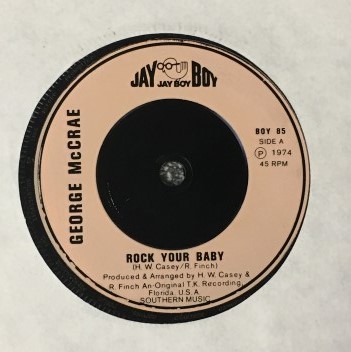 JAY BOY
JAY BOY
GEORGE McCRAE
BOY 85
SIDE A
Ⓟ 1974
45 RPM
ROCK YOUR BABY
(H. W. Casey/R. Finch)
Produced & Arranged by H. W. Casey &
R. Finch An Original T.K. Recording,
Florida. U.S.A.
SOUTHERN MUSIC